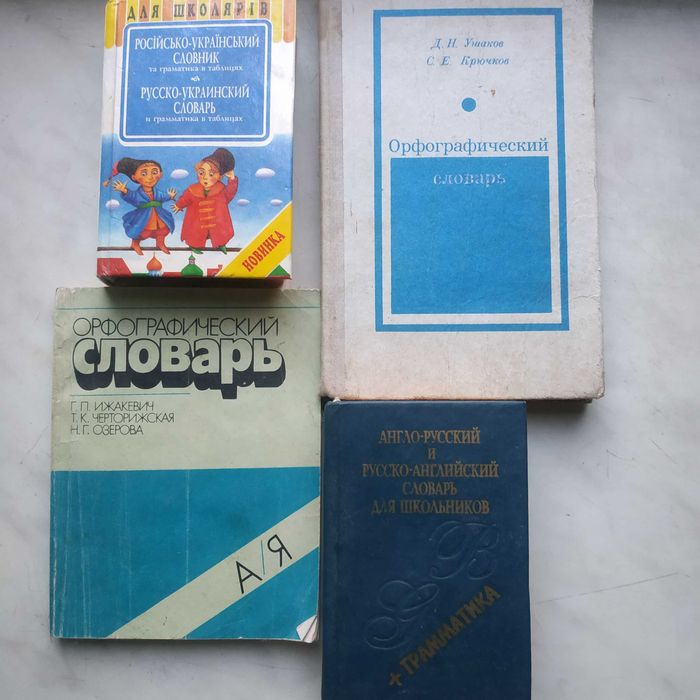 ДЛЯ ШКОЛЯРІВ
РОСІЙСЬКО-УКРАЇНСЬКИЙ
СЛОВНИК
та граматика в таблицях
РУССКО-УКРАИНСКИЙ
СЛОВАРЬ
и грамматика в таблицах
НОВИНКА
Д. Н. Ушаков
С. Е. Крючков
Орфографический
словарь
ОРФОГРАФИЧЕСКИЙ
СЛОВАРЬ
Г. П. ИЖАКЕВИЧ
Т. К. ЧЕРТОРИЖСКАЯ
Н. Г. ОЗЕРОВА
А/Я
АНГЛО-РУССКИЙ
И
РУССКО-АНГЛИЙСКИЙ
СЛОВАРЬ
ДЛЯ ШКОЛЬНИКОВ
+ ГРАММАТИКА